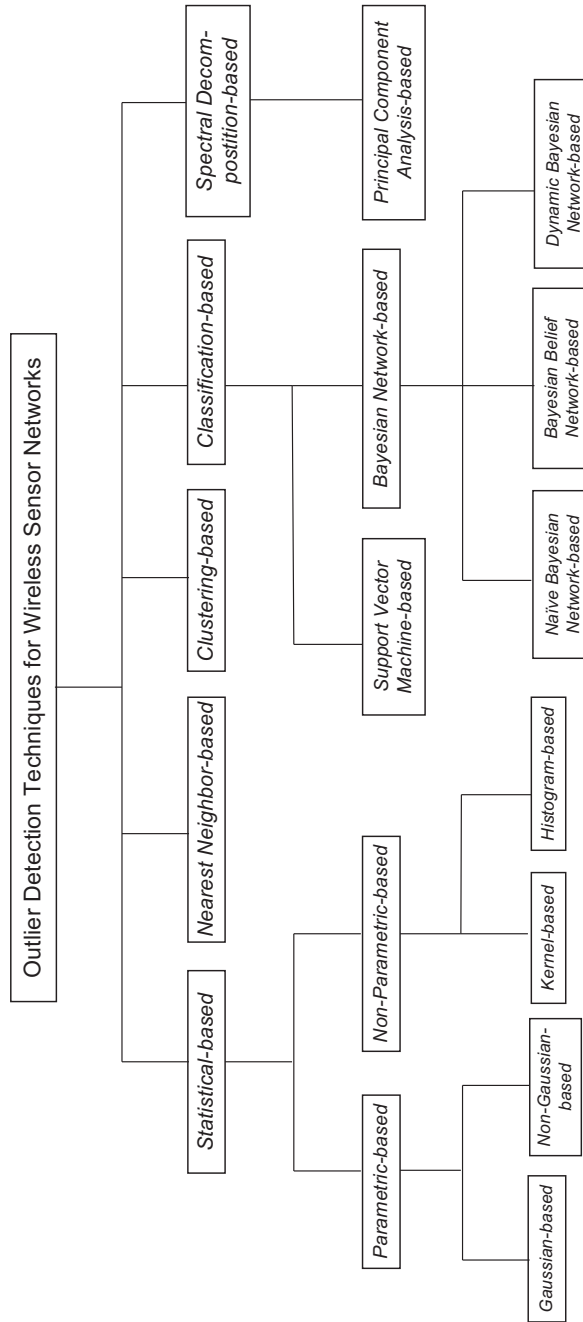 Outlier Detection Techniques for Wireless Sensor Networks
Statistical-based
Nearest Neighbor-based
Clustering-based
Classification-based
Spectral Decom-
postition-based
Parametric-based
Non-Parametric-based
Support Vector
Machine-based
Bayesian Network-based
Principal Component
Analysis-based
Gaussian-based
Non-Gaussian-
based
Kernel-based
Histogram-based
Naïve Bayesian
Network-based
Bayesian Belief
Network-based
Dynamic Bayesian
Network-based